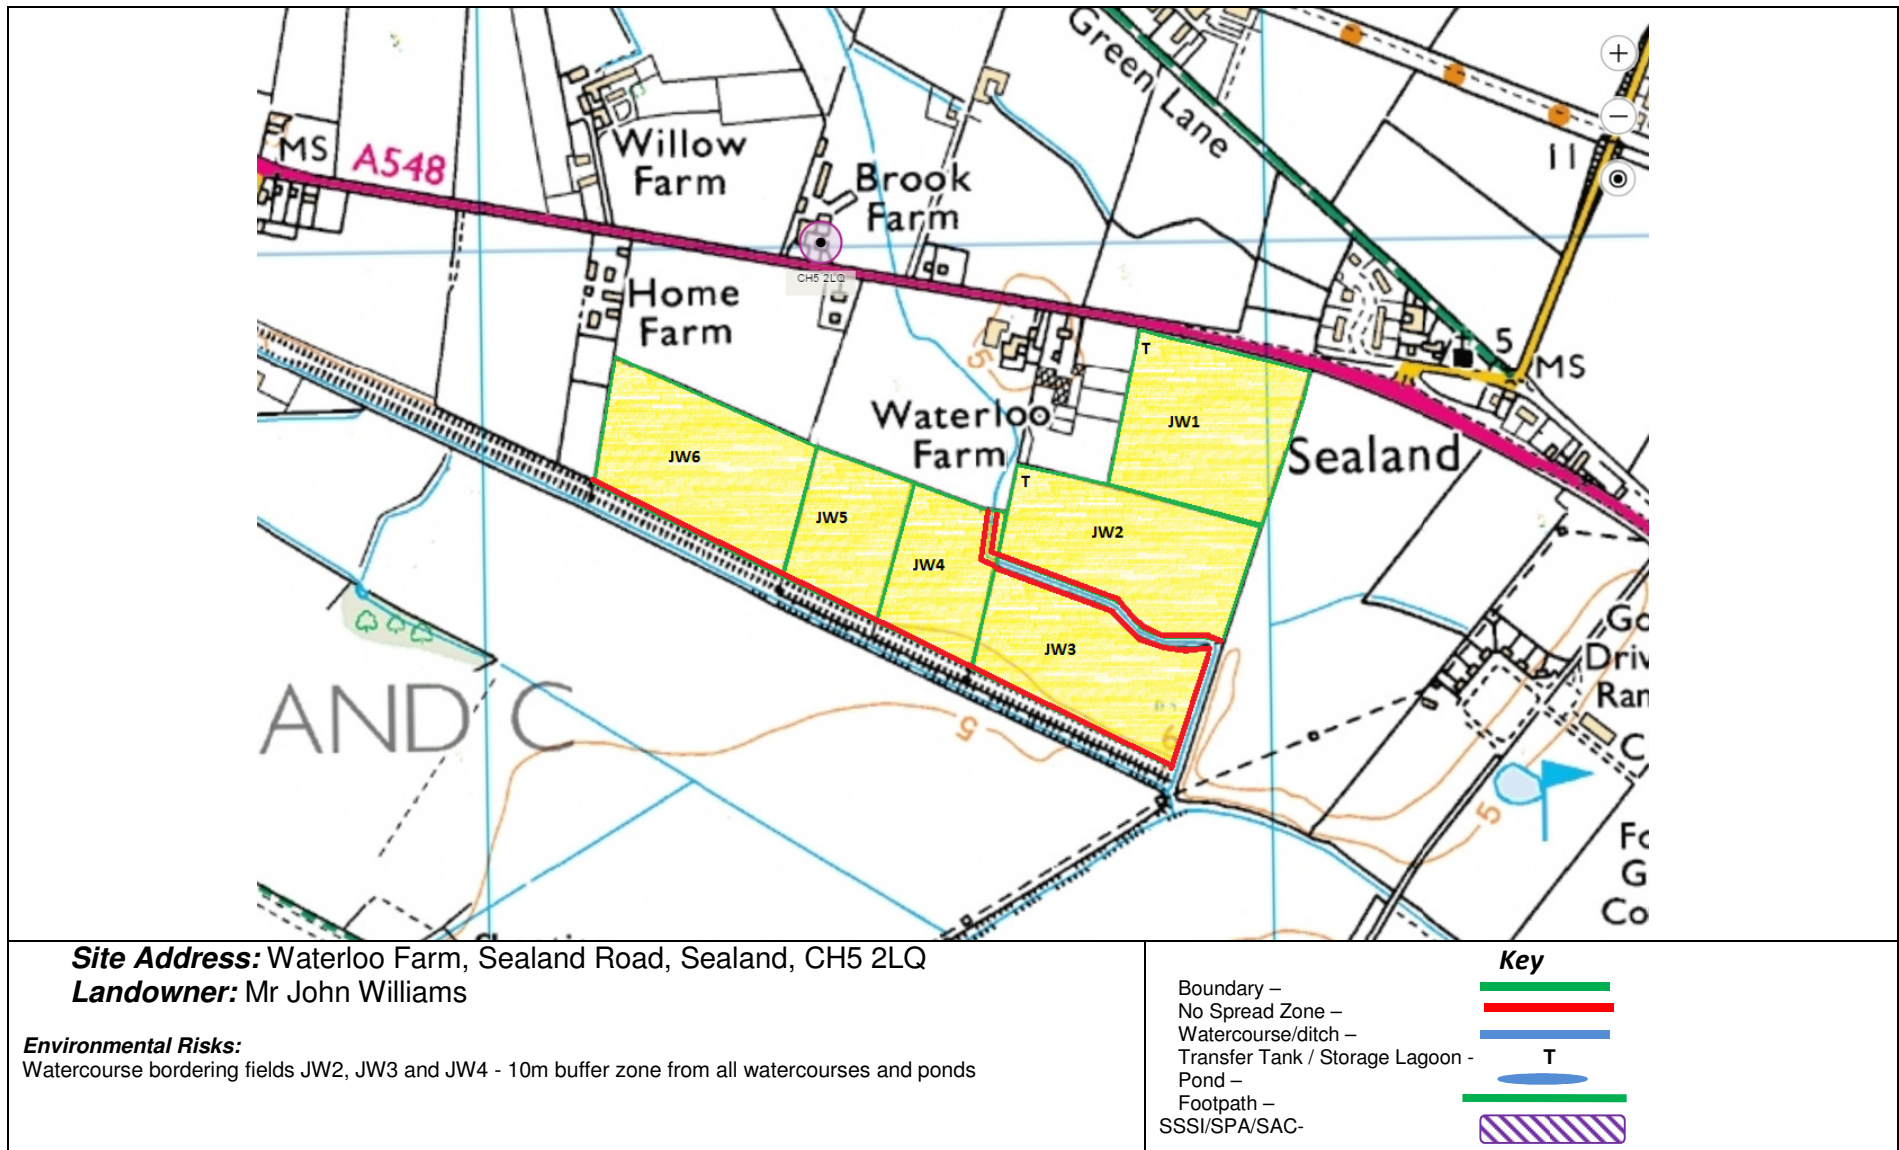 Green Lane
11
MS
A548
Willow
Farm
Brook
Farm
CH5 2LQ
Home
Farm
5
T
5
MS
Waterloo
Farm
JW1
Sealand
JW6
T
JW5
JW2
JW4
JW3
AND C
5
5
Site Address: Waterloo Farm, Sealand Road, Sealand, CH5 2LQ
Landowner: Mr John Williams
Environmental Risks:
Watercourse bordering fields JW2, JW3 and JW4 - 10m buffer zone from all watercourses and ponds
Key
Boundary –
No Spread Zone –
Watercourse/ditch –
Transfer Tank / Storage Lagoon - T
Pond –
Footpath –
SSSI/SPA/SAC-